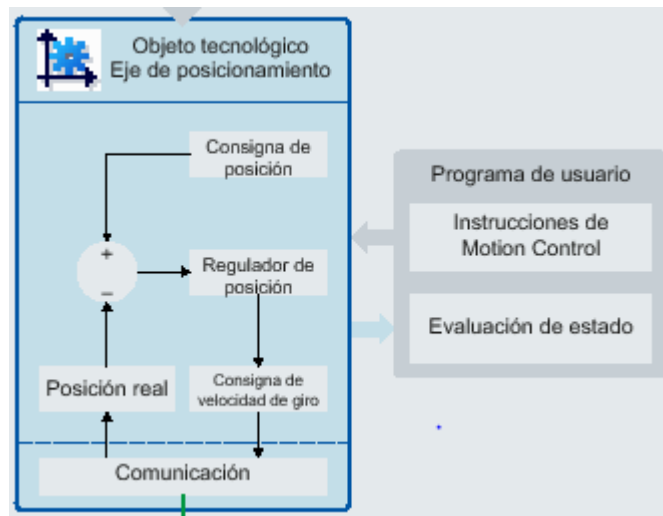 Objeto tecnológico
Eje de posicionamiento
Consigna de
posición
+
Regulador de
posición
−
Posición real
Consigna de
velocidad de giro
Comunicación
Programa de usuario
Instrucciones de
Motion Control
Evaluación de estado